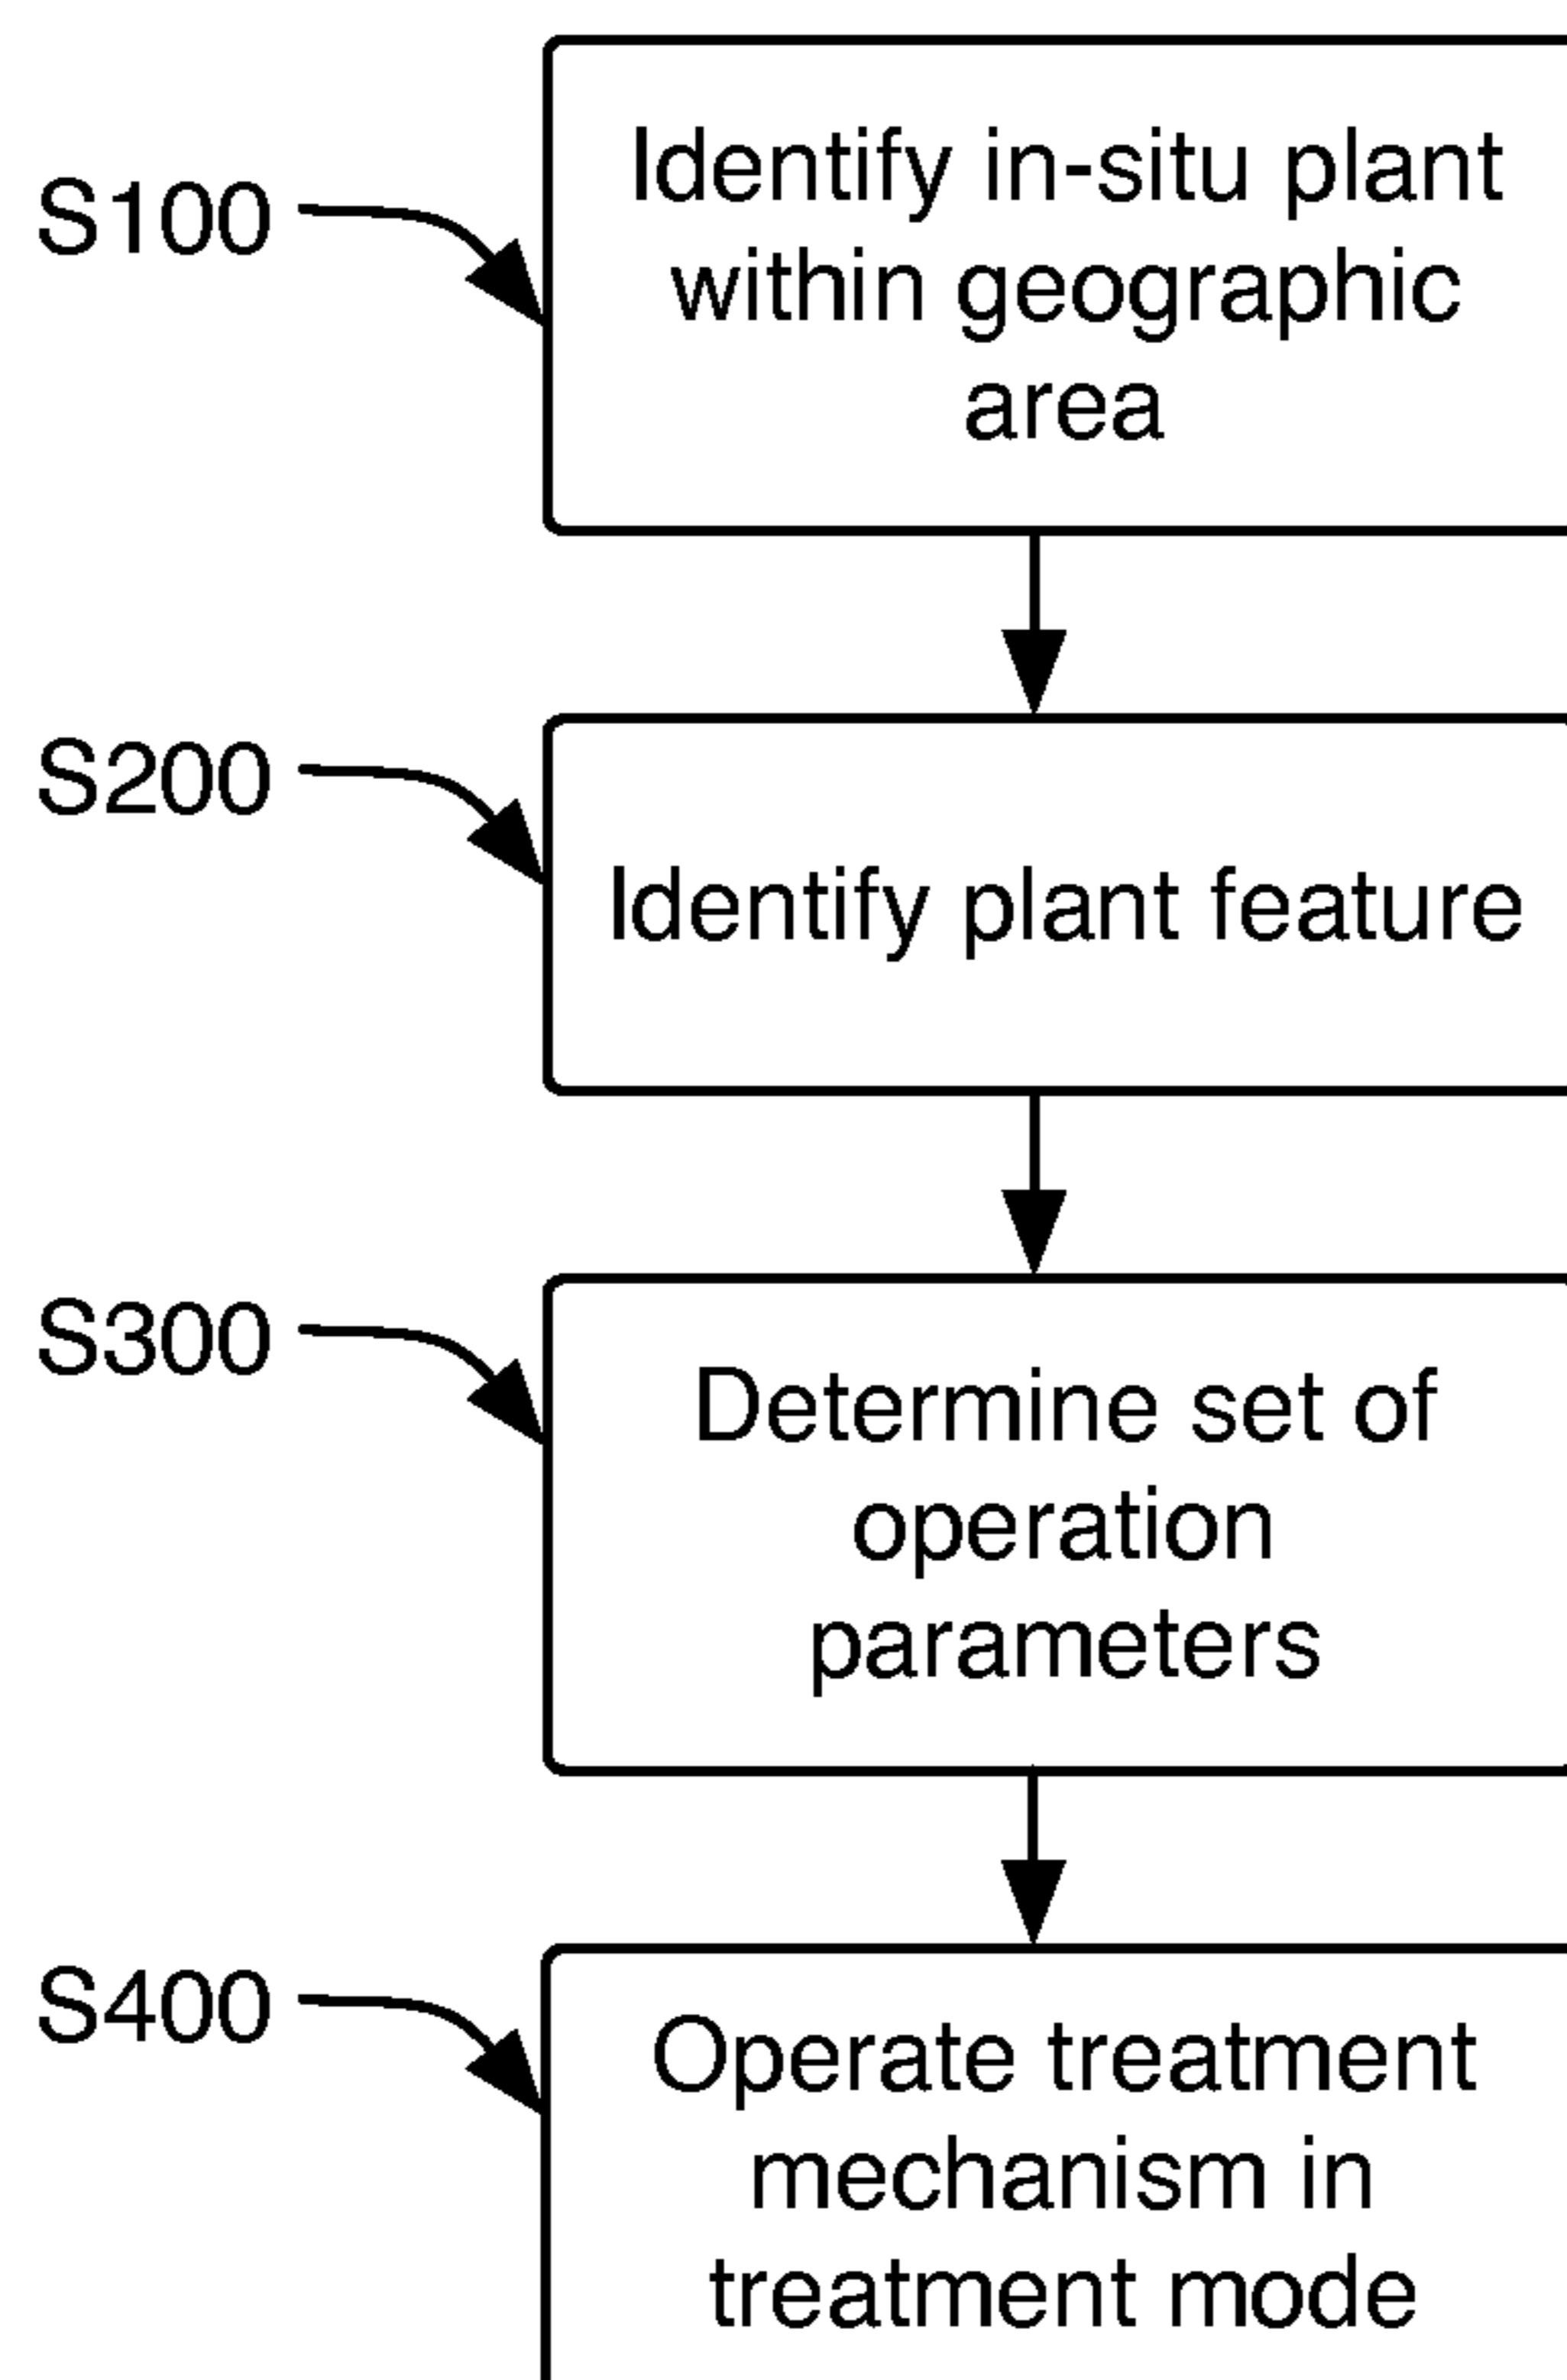 S100
Identify in-situ plant
within geographic
area
S200
Identify plant feature
S300
Determine set of
operation
parameters
S400
Operate treatment
mechanism in
treatment mode